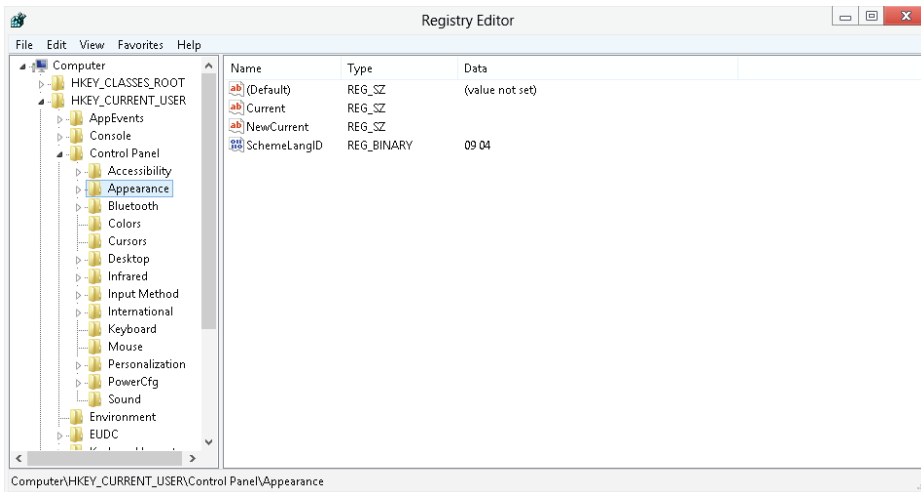 Registry Editor
File Edit View Favorites Help
Computer
HKEY_CLASSES_ROOT
HKEY_CURRENT_USER
AppEvents
Console
Control Panel
Accessibility
Appearance
Bluetooth
Colors
Cursors
Desktop
Infrared
Input Method
International
Keyboard
Mouse
Personalization
PowerCfg
Sound
Environment
EUDC
Name Type Data
(Default) REG_SZ (value not set)
Current REG_SZ
NewCurrent REG_SZ
SchemeLangID REG_BINARY 09 04
Computer\HKEY_CURRENT_USER\Control Panel\Appearance